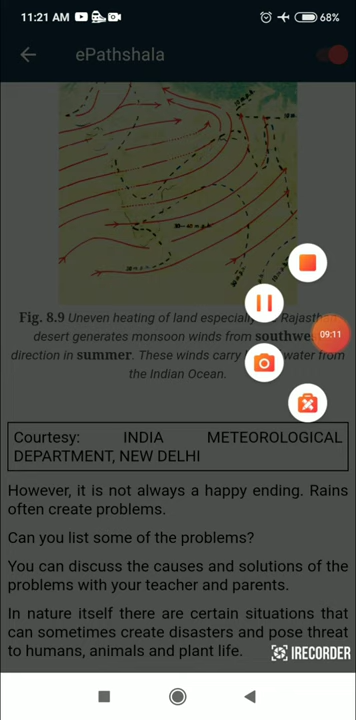 11:21 AM 68%
ePathshala
Fig. 8.9 Uneven heating of land especially Rajasthan
desert generates monsoon winds from southwest
direction in summer. These winds carry water from
the Indian Ocean.
09:11
Courtesy: INDIA METEOROLOGICAL
DEPARTMENT, NEW DELHI
However, it is not always a happy ending. Rains
often create problems.
Can you list some of the problems?
You can discuss the causes and solutions of the
problems with your teacher and parents.
In nature itself there are certain situations that
can sometimes create disasters and pose threat
to humans, animals and plant life.
IRECORDER